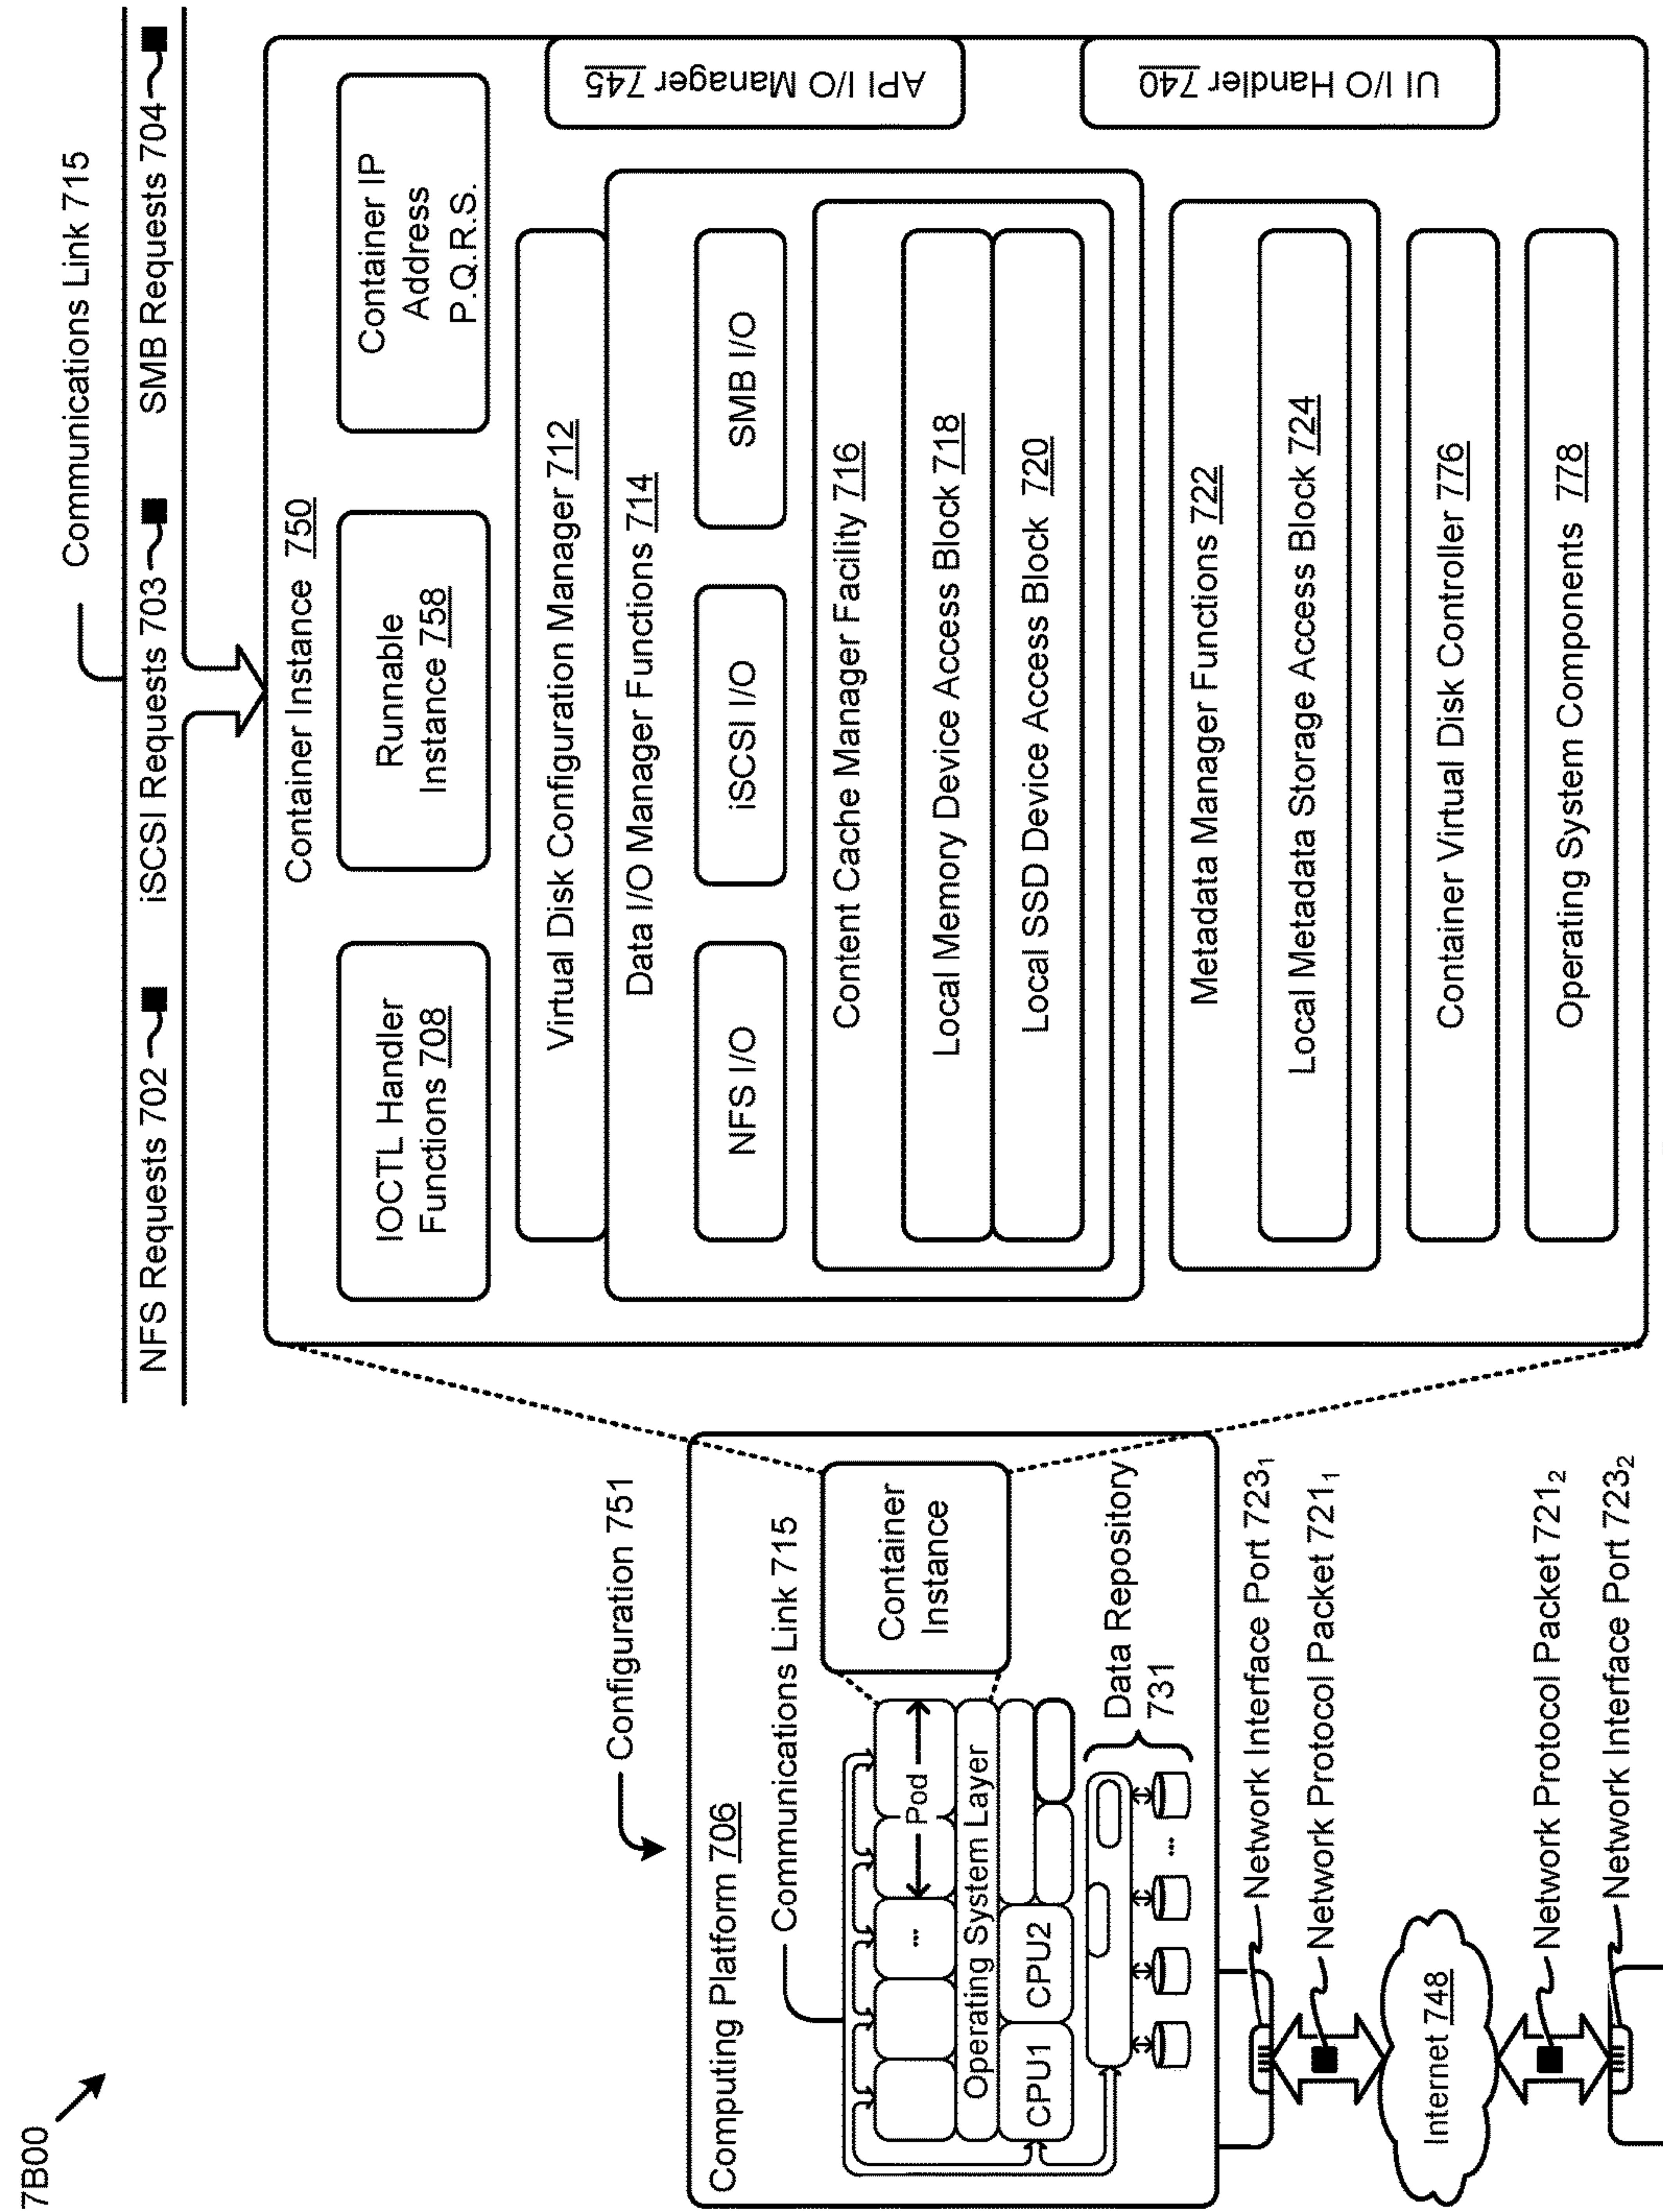 7B00
Communications Link 715
NFS Requests 702
iSCSI Requests 703
SMB Requests 704
Configuration 751
Computing Platform 706
Communications Link 715
...
Pod
Operating System Layer
CPU1
CPU2
...
Data Repository
731
Container
Instance
Network Interface Port 723₁
Network Protocol Packet 721₁
Internet 748
Network Protocol Packet 721₂
Network Interface Port 723₂
Container Instance 750
IOCTL Handler
Functions 708
Runnable
Instance 758
Container IP
Address
P.Q.R.S.
Virtual Disk Configuration Manager 712
Data I/O Manager Functions 714
NFS I/O
iSCSI I/O
SMB I/O
Content Cache Manager Facility 716
Local Memory Device Access Block 718
Local SSD Device Access Block 720
Metadata Manager Functions 722
Local Metadata Storage Access Block 724
Container Virtual Disk Controller 776
Operating System Components 778
API I/O Manager 745
UI I/O Handler 740